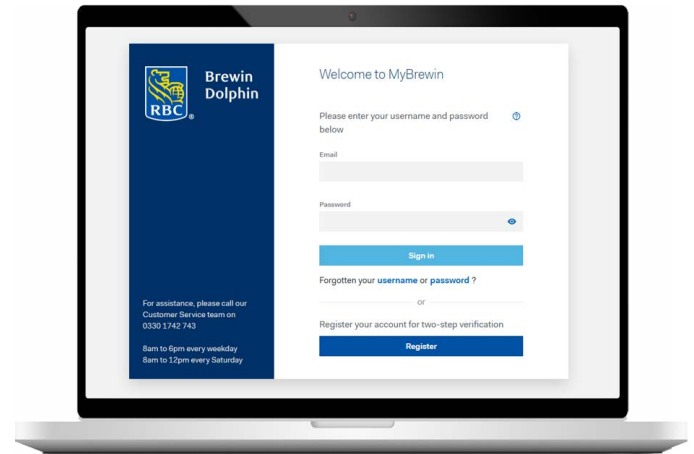 RBC
®
Brewin
Dolphin
For assistance, please call our
Customer Service team on
0330 1742 743
8am to 6pm every weekday
8am to 12pm every Saturday
Welcome to MyBrewin
Please enter your username and password
below
Email
Password
Sign in
Forgotten your username or password ?
or
Register your account for two-step verification
Register